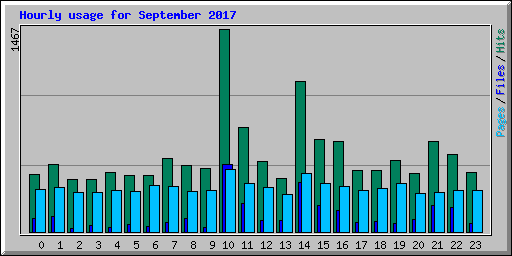 Hourly usage for September 2017
1467
Pages/Files/Hits
0 1 2 3 4 5 6 7 8 9 10 11 12 13 14 15 16 17 18 19 20 21 22 23